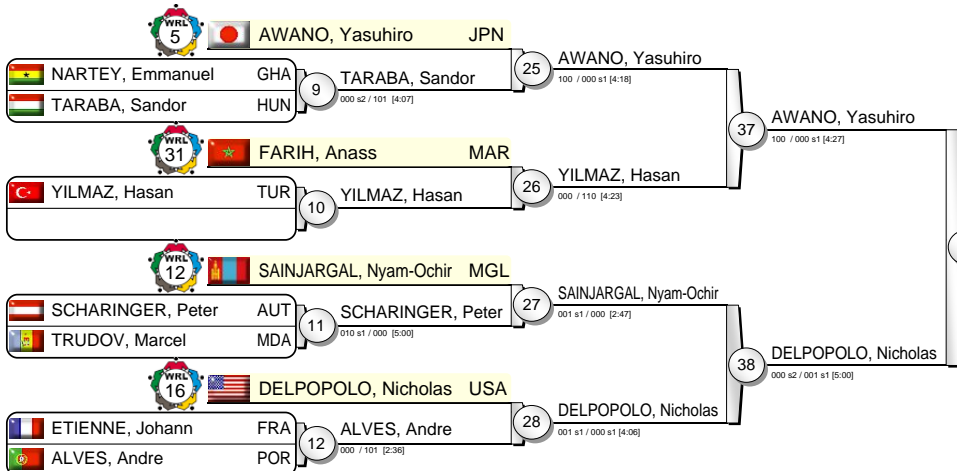 WRL
5
AWANO, Yasuhiro JPN
NARTEY, Emmanuel GHA
TARABA, Sandor HUN
9
TARABA, Sandor
000 s2 / 101 [4:07]
25
AWANO, Yasuhiro
100 / 000 s1 [4:18]
WRL
31
FARIH, Anass MAR
YILMAZ, Hasan TUR
10
YILMAZ, Hasan
26
YILMAZ, Hasan
000 / 110 [4:23]
37
AWANO, Yasuhiro
100 / 000 s1 [4:27]
WRL
12
SAINJARGAL, Nyam-Ochir MGL
SCHARINGER, Peter AUT
TRUDOV, Marcel MDA
11
SCHARINGER, Peter
010 s1 / 000 [5:00]
27
SAINJARGAL, Nyam-Ochir
001 s1 / 000 [2:47]
WRL
16
DELPOPOLO, Nicholas USA
ETIENNE, Johann FRA
ALVES, Andre POR
12
ALVES, Andre
000 / 101 [2:36]
28
DELPOPOLO, Nicholas
001 s1 / 000 s1 [4:06]
38
DELPOPOLO, Nicholas
000 s2 / 001 s1 [5:00]